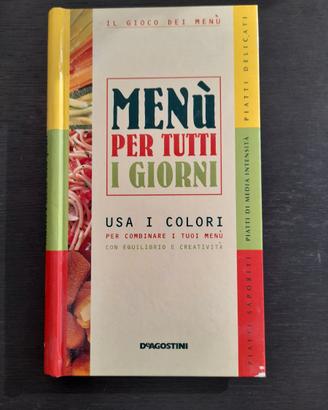 IL GIOCO DEI MENÙ
MENÙ
PER TUTTI
I GIORNI
USA I COLORI
PER COMBINARE I TUOI MENÙ
CON EQUILIBRIO E CREATIVITÀ
DEAGOSTINI
PIATTI DELICATI
PIATTI DI MEDIA INTENSITÀ
PIATTI SAPORITI